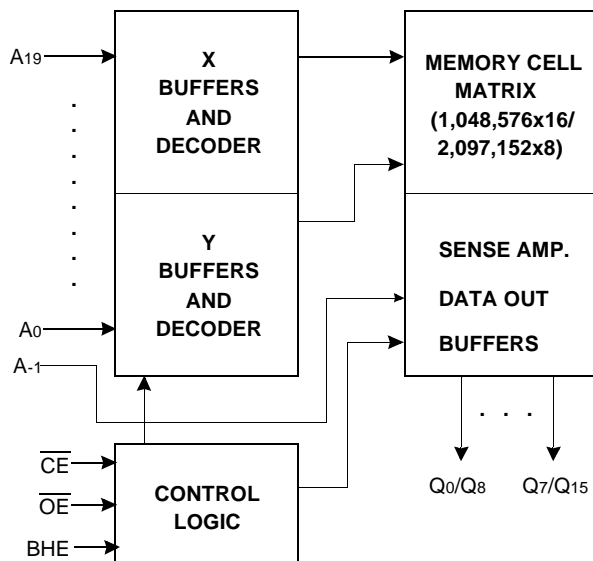 A19
X
BUFFERS
AND
DECODER
MEMORY CELL
MATRIX
(1,048,576x16/
2,097,152x8)
Y
BUFFERS
AND
DECODER
SENSE AMP.
DATA OUT
BUFFERS
A0
A-1
. . .
CE
OE
BHE
CONTROL
LOGIC
Q0/Q8
Q7/Q15